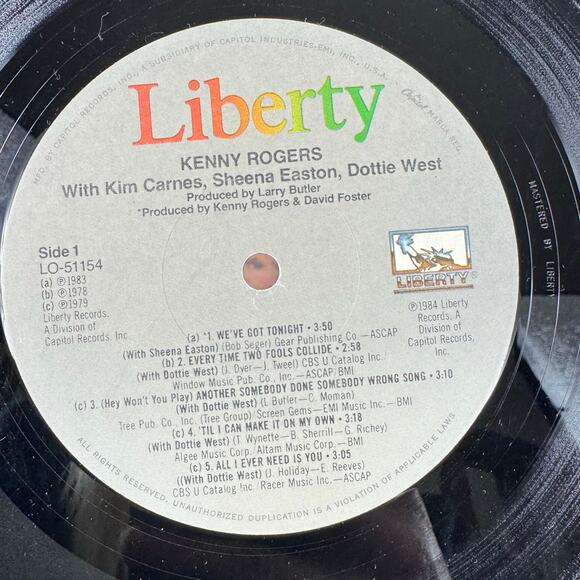 MFD. BY CAPITOL RECORDS, INC., A SUBSIDIARY OF CAPITOL INDUSTRIES-EMI, INC., U.S.A.
Capitol MARCA REG.
Liberty
KENNY ROGERS
With Kim Carnes, Sheena Easton, Dottie West
Produced by Larry Butler
*Produced by Kenny Rogers & David Foster
MASTERED BY LIBERTY
Side 1
LO-51154
(a) ℗1983
(b) ℗1978
(c) ℗1979
Liberty Records.
A Division of
Capitol Records, Inc.
LIBERTY®
℗1984 Liberty
Records, A
Division of
Capitol Records,
Inc.
(a) *1. WE'VE GOT TONIGHT • 3:50
(With Sheena Easton) (Bob Seger) Gear Publishing Co.—ASCAP
(b) 2. EVERY TIME TWO FOOLS COLLIDE • 2:58
(With Dottie West) (J. Dyer—J. Tweel) CBS U Catalog Inc/
Window Music Pub. Co., Inc.—ASCAP/BMI
(c) 3. (Hey Won't You Play) ANOTHER SOMEBODY DONE SOMEBODY WRONG SONG • 3:10
(With Dottie West) (L Butler—C. Moman)
Tree Pub. Co., Inc. (Tree Group)/Screen Gems—EMI Music Inc.—BMI
(c) 4. 'TIL I CAN MAKE IT ON MY OWN • 3:18
(With Dottie West) (T. Wynette—B. Sherrill—G. Richey)
Algee Music Corp./Altam Music Corp.—BMI
(c) 5. ALL I EVER NEED IS YOU • 3:05
((With Dottie West) (J. Holiday—E. Reeves)
CBS U Catalog !nc/Racer Music Inc.—ASCAP
ALL RIGHTS RESERVED. UNAUTHORIZED DUPLICATION IS A VIOLATION OF APPLICABLE LAWS